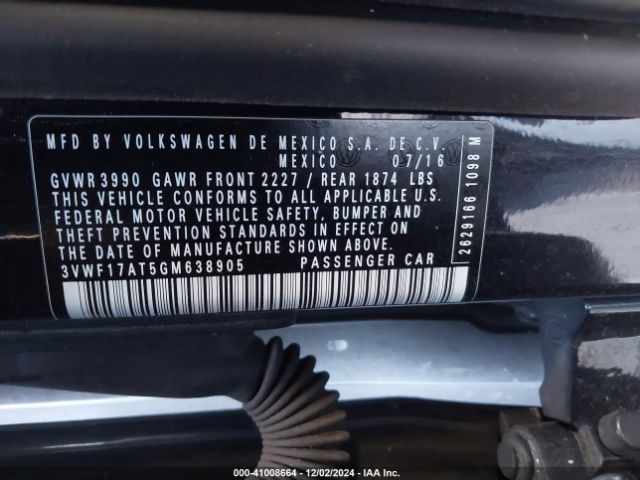 MFD BY VOLKSWAGEN DE MEXICO S.A. DE C.V.
MEXICO 07/16
GVWR 3990 GAWR FRONT 2227 / REAR 1874 LBS
THIS VEHICLE CONFORMS TO ALL APPLICABLE U.S.
FEDERAL MOTOR VEHICLE SAFETY, BUMPER AND
THEFT PREVENTION STANDARDS IN EFFECT ON
THE DATE OF MANUFACTURE SHOWN ABOVE.
3VWF17AT5GM638905 PASSENGER CAR
2629166 1098 M
000-41008664 - 12/02/2024 - IAAI.com